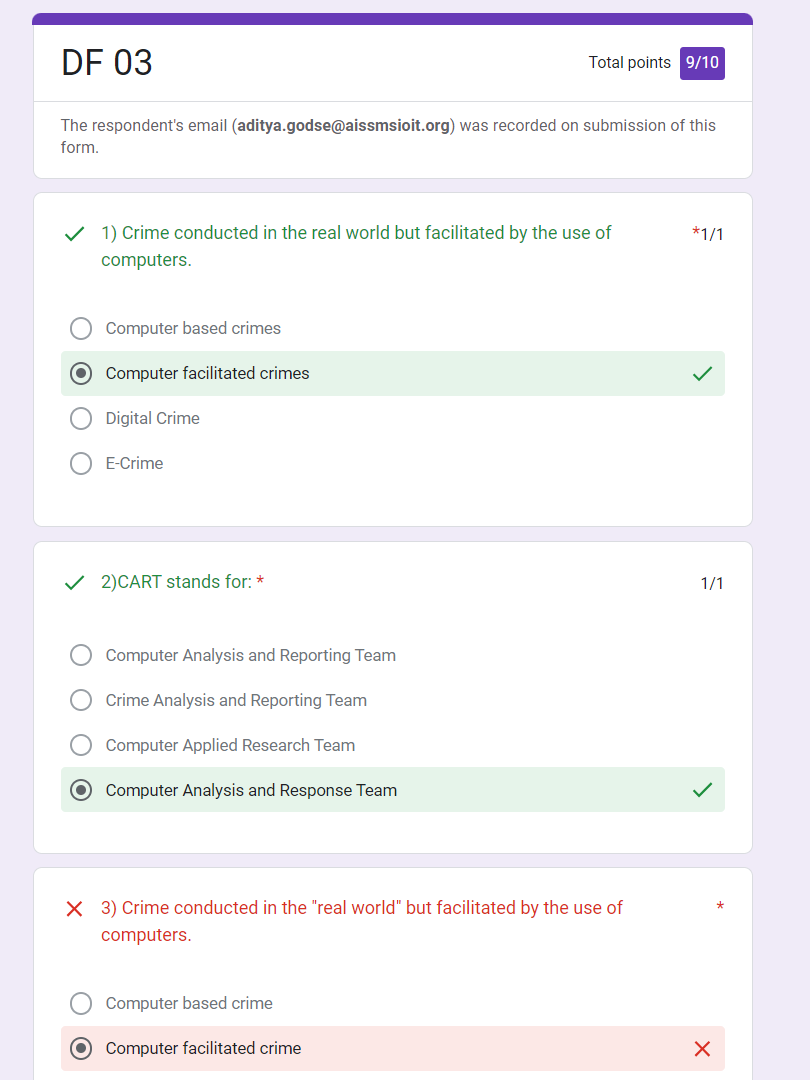 DF 03
Total points 9/10
The respondent's email (aditya.godse@aissmsioit.org) was recorded on submission of this
form.
1) Crime conducted in the real world but facilitated by the use of
computers.
*1/1
Computer based crimes
Computer facilitated crimes
Digital Crime
E-Crime
2)CART stands for: *
1/1
Computer Analysis and Reporting Team
Crime Analysis and Reporting Team
Computer Applied Research Team
Computer Analysis and Response Team
3) Crime conducted in the "real world" but facilitated by the use of
computers.
*
Computer based crime
Computer facilitated crime